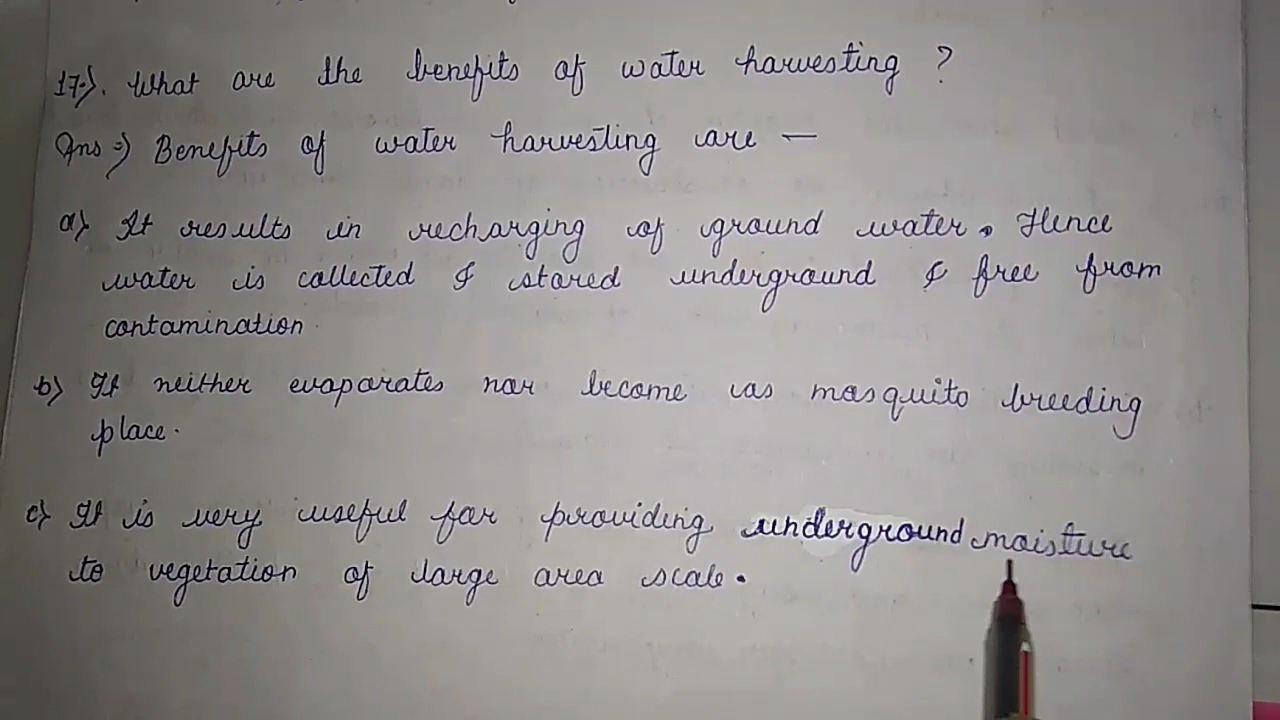 17.). What are the benefits of water harvesting ?
Ans ⇒) Benefits of water harvesting are —
a) It results in recharging of ground water. Hence
water is collected & stored underground & free from
contamination.
b) It neither evaporates nor become as mosquito breeding
place.
c) It is very useful for providing underground moisture
to vegetation of large area scale.